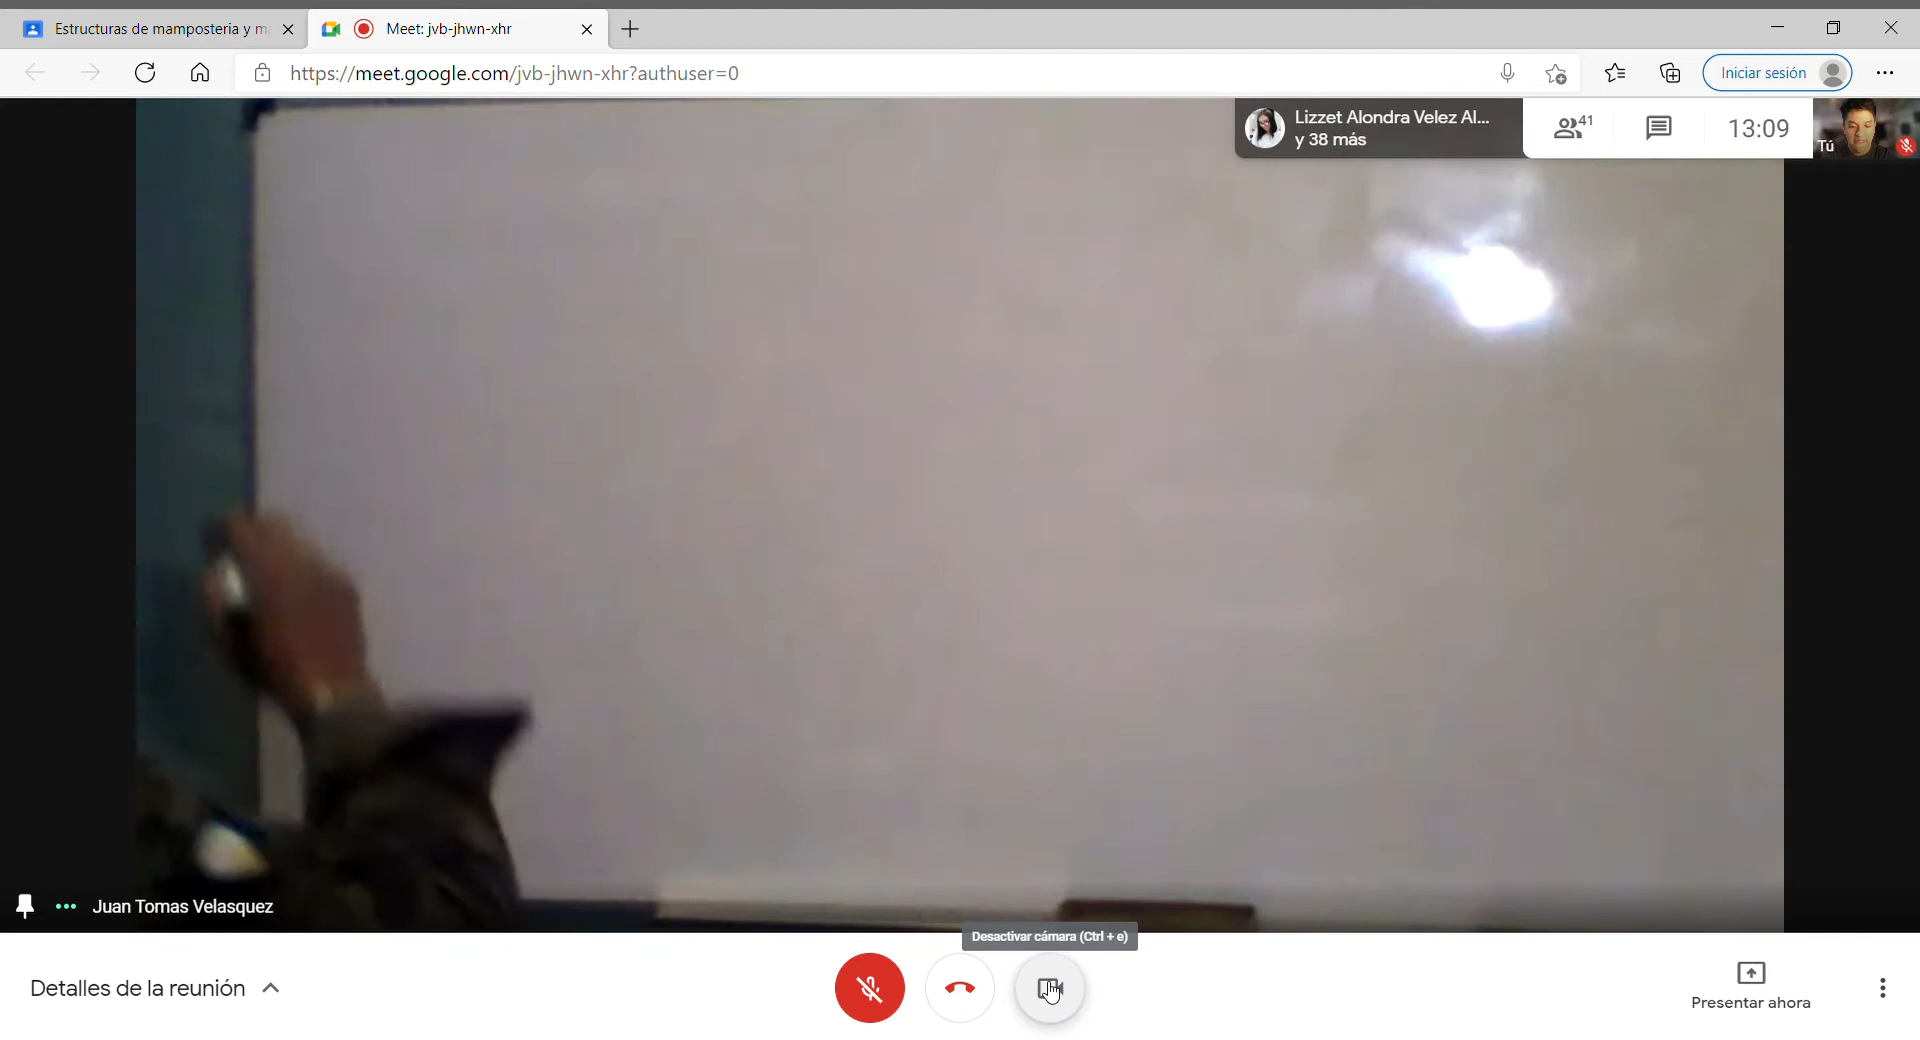 Estructuras de mamposteria y m
Meet: jvb-jhwn-xhr
https://meet.google.com/jvb-jhwn-xhr?authuser=0
Iniciar sesión
Lizzet Alondra Velez Al...
y 38 más
41
13:09
Tú
Juan Tomas Velasquez
Desactivar cámara (Ctrl + e)
Detalles de la reunión
Presentar ahora